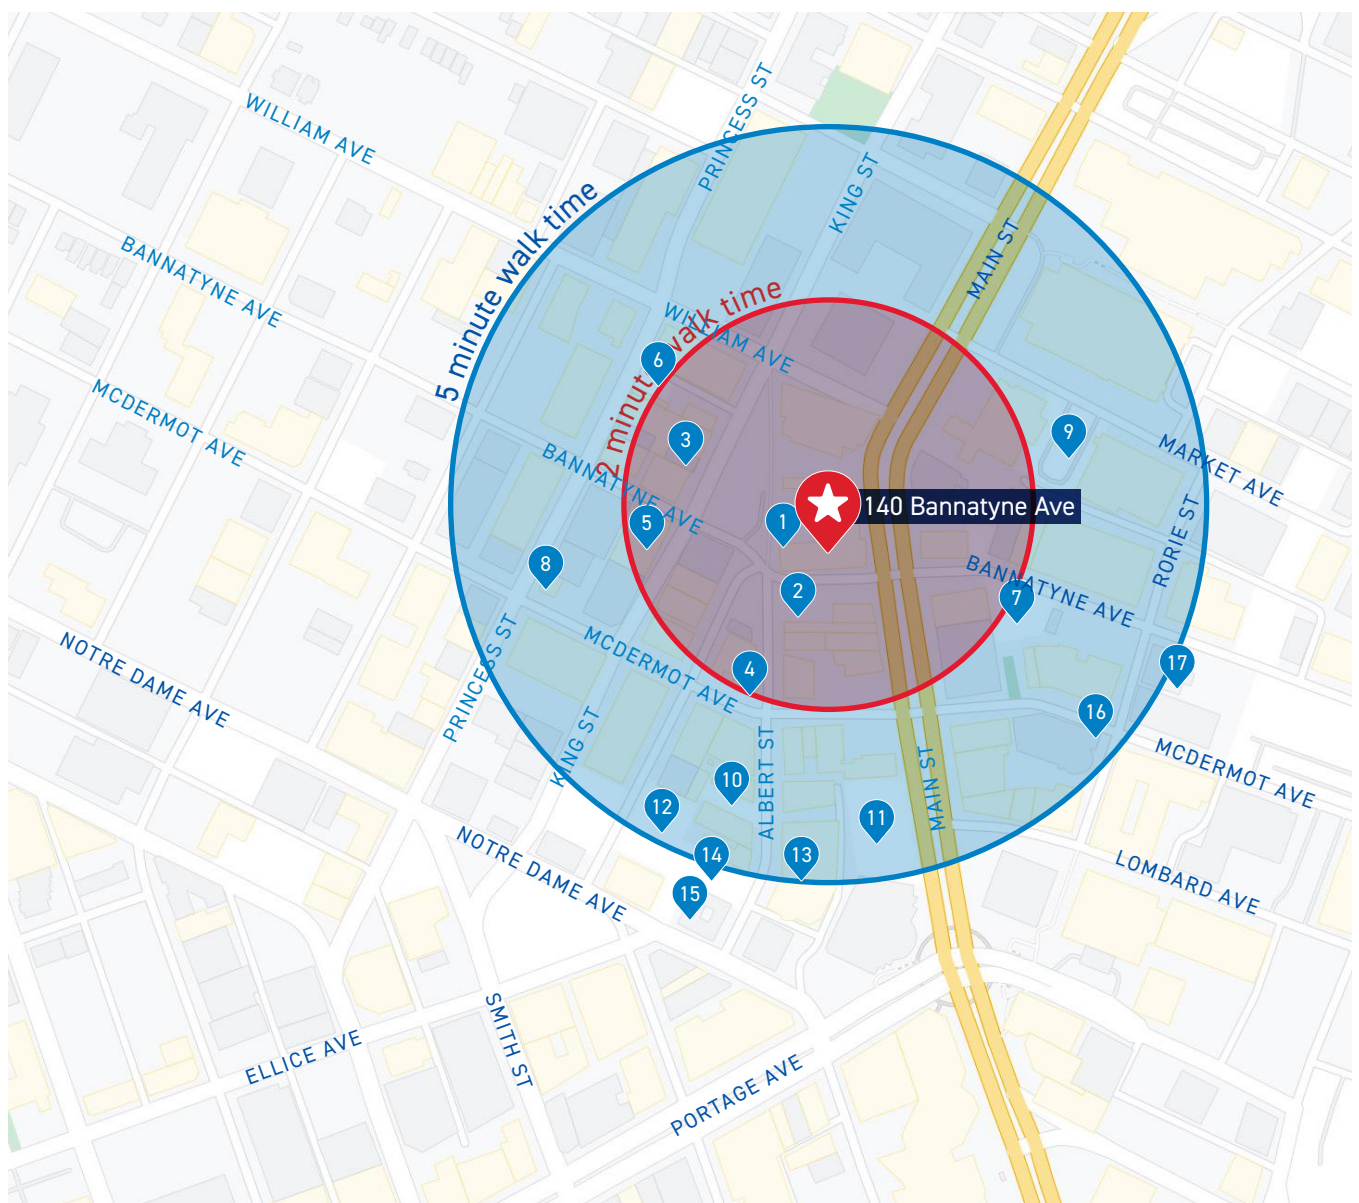 PRINCESS ST
WILLIAM AVE
KING ST
5 minute walk time
MAIN ST
BANNATYNE AVE
2 minute walk time
WILLIAM AVE
6
MCDERMOT AVE
3
9
BANNATYNE AVE
MARKET AVE
140 Bannatyne Ave
1
5
RORIE ST
8
2
7
BANNATYNE AVE
NOTRE DAME AVE
PRINCESS ST
MCDERMOT AVE
4
17
16
KING ST
10
ALBERT ST
MAIN ST
MCDERMOT AVE
12
11
14
13
NOTRE DAME AVE
15
LOMBARD AVE
SMITH ST
ELLICE AVE
PORTAGE AVE